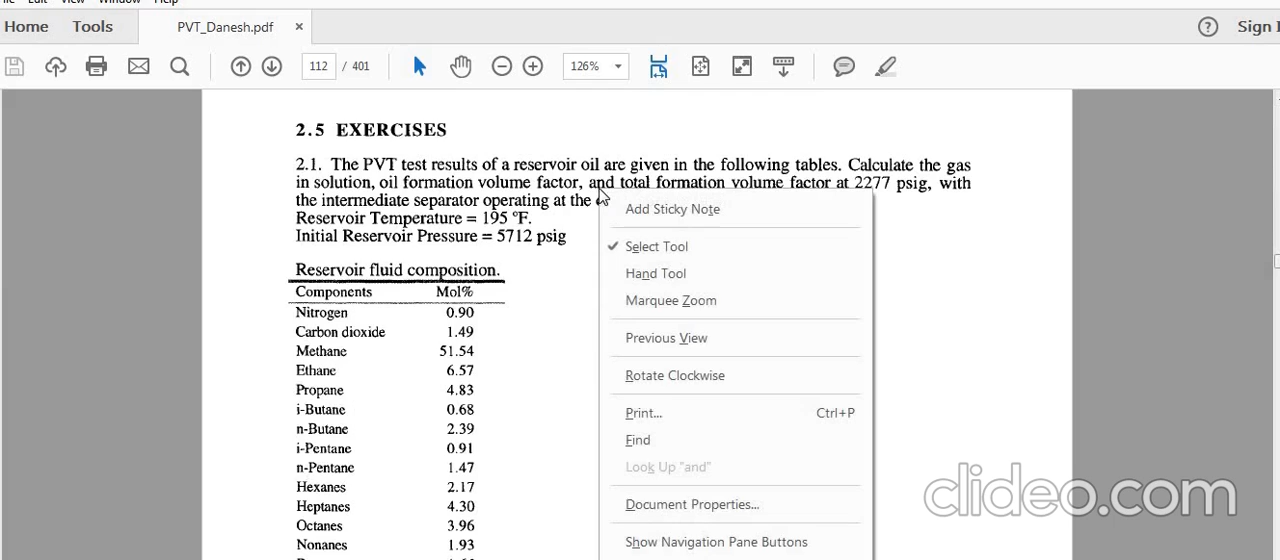 Home Tools PVT_Danesh.pdf × ? Sign I
112 / 401 126%
2.5 EXERCISES
2.1. The PVT test results of a reservoir oil are given in the following tables. Calculate the gas
in solution, oil formation volume factor, and total formation volume factor at 2277 psig, with
the intermediate separator operating at the
Reservoir Temperature = 195 °F.
Initial Reservoir Pressure = 5712 psig
Reservoir fluid composition.
Components Mol%
Nitrogen 0.90
Carbon dioxide 1.49
Methane 51.54
Ethane 6.57
Propane 4.83
i-Butane 0.68
n-Butane 2.39
i-Pentane 0.91
n-Pentane 1.47
Hexanes 2.17
Heptanes 4.30
Octanes 3.96
Nonanes 1.93
Add Sticky Note
Select Tool
Hand Tool
Marquee Zoom
Previous View
Rotate Clockwise
Print... Ctrl+P
Find
Look Up "and"
Document Properties...
Show Navigation Pane Buttons
clideo.com